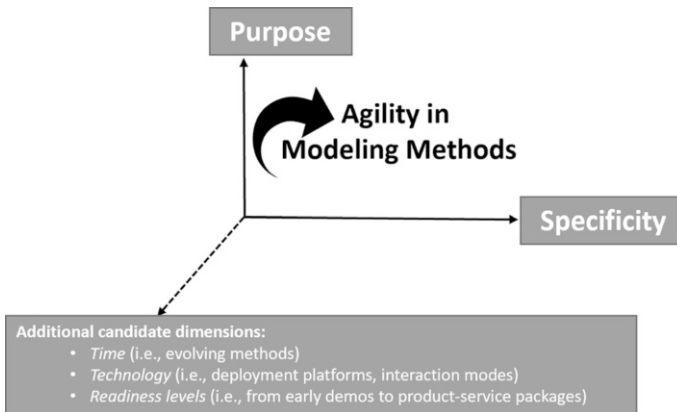 Purpose
Agility in
Modeling Methods
Specificity
Additional candidate dimensions:
• Time (i.e., evolving methods)
• Technology (i.e., deployment platforms, interaction modes)
• Readiness levels (i.e., from early demos to product-service packages)